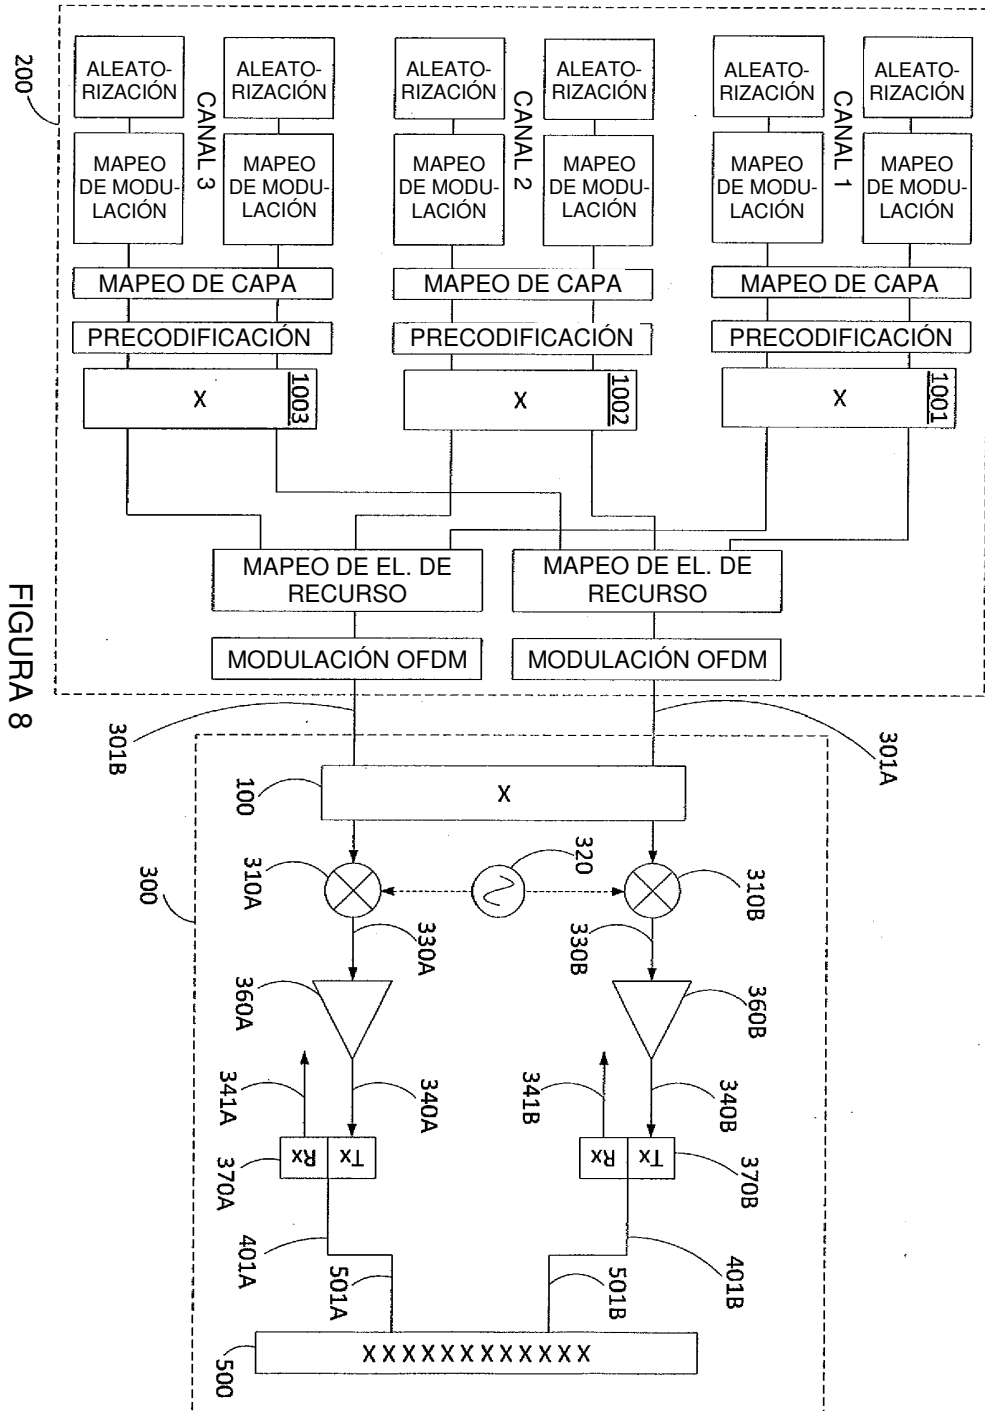 ALEATO-
RIZACIÓN
ALEATO-
RIZACIÓN
ALEATO-
RIZACIÓN
ALEATO-
RIZACIÓN
ALEATO-
RIZACIÓN
ALEATO-
RIZACIÓN
CANAL 3
CANAL 2
CANAL 1
MAPEO
DE MODU-
LACIÓN
MAPEO
DE MODU-
LACIÓN
MAPEO
DE MODU-
LACIÓN
MAPEO
DE MODU-
LACIÓN
MAPEO
DE MODU-
LACIÓN
MAPEO
DE MODU-
LACIÓN
200
MAPEO DE CAPA
MAPEO DE CAPA
MAPEO DE CAPA
PRECODIFICACIÓN
PRECODIFICACIÓN
PRECODIFICACIÓN
X
1003
X
1002
X
1001
MAPEO DE EL. DE
RECURSO
MAPEO DE EL. DE
RECURSO
MODULACIÓN OFDM
MODULACIÓN OFDM
FIGURA 8
301B
301A
100
X
320
310A
310B
300
330A
330B
360A
360B
341A
340A
341B
340B
Rx
Tx
Rx
Tx
370A
370B
401A
401B
501A
501B
500
XXXXXXXXXXXX